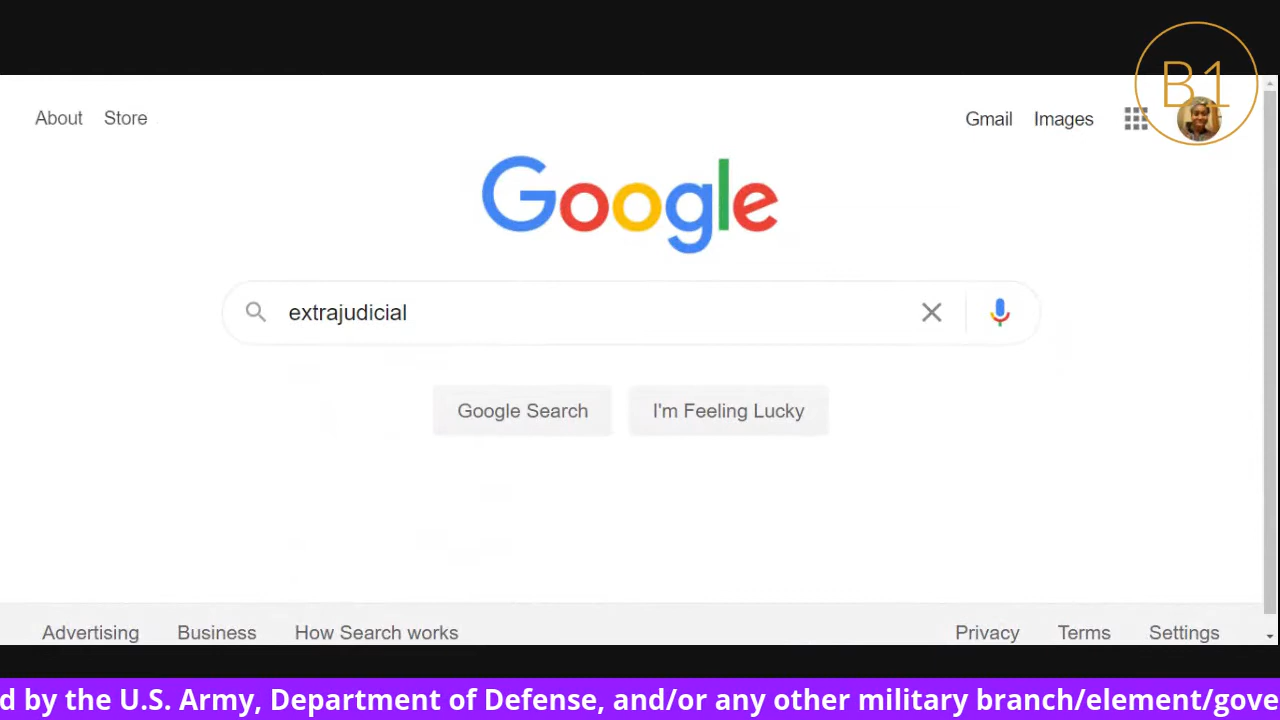 B1
About Store Gmail Images
Google
extrajudicial
Google Search I'm Feeling Lucky
Advertising Business How Search works Privacy Terms Settings
d by the U.S. Army, Department of Defense, and/or any other military branch/element/gove